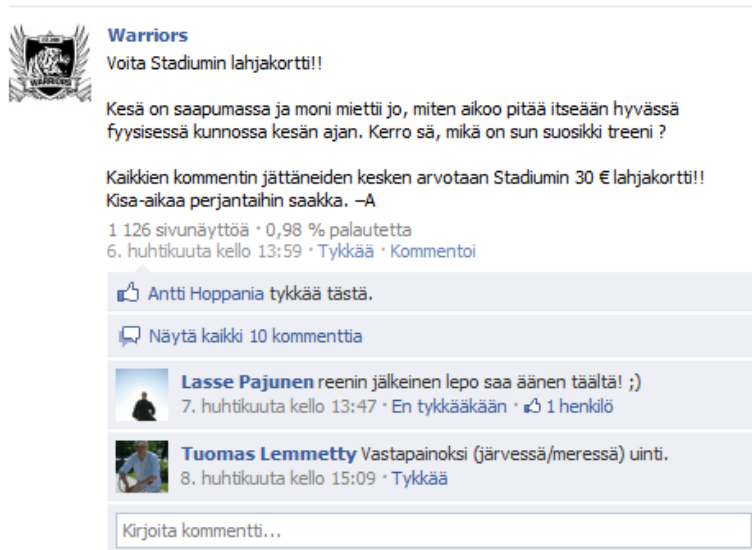 WARRIORS
Warriors
Voita Stadiumin lahjakortti!!
Kesä on saapumassa ja moni miettii jo, miten aikoo pitää itseään hyvässä
fyysisessä kunnossa kesän ajan. Kerro sä, mikä on sun suosikki treeni ?
Kaikkien kommentin jättäneiden kesken arvotaan Stadiumin 30 € lahjakortti!!
Kisa-aikaa perjantaihin saakka. –A
1 126 sivunäyttöä · 0,98 % palautetta
6. huhtikuuta kello 13:59 · Tykkää · Kommentoi
Antti Hoppania tykkää tästä.
Näytä kaikki 10 kommenttia
Lasse Pajunen reenin jälkeinen lepo saa äänen täältä! ;)
7. huhtikuuta kello 13:47 · En tykkääkään · 1 henkilö
Tuomas Lemmetty Vastapainoksi (järvessä/meressä) uinti.
8. huhtikuuta kello 15:09 · Tykkää
Kirjoita kommentti...